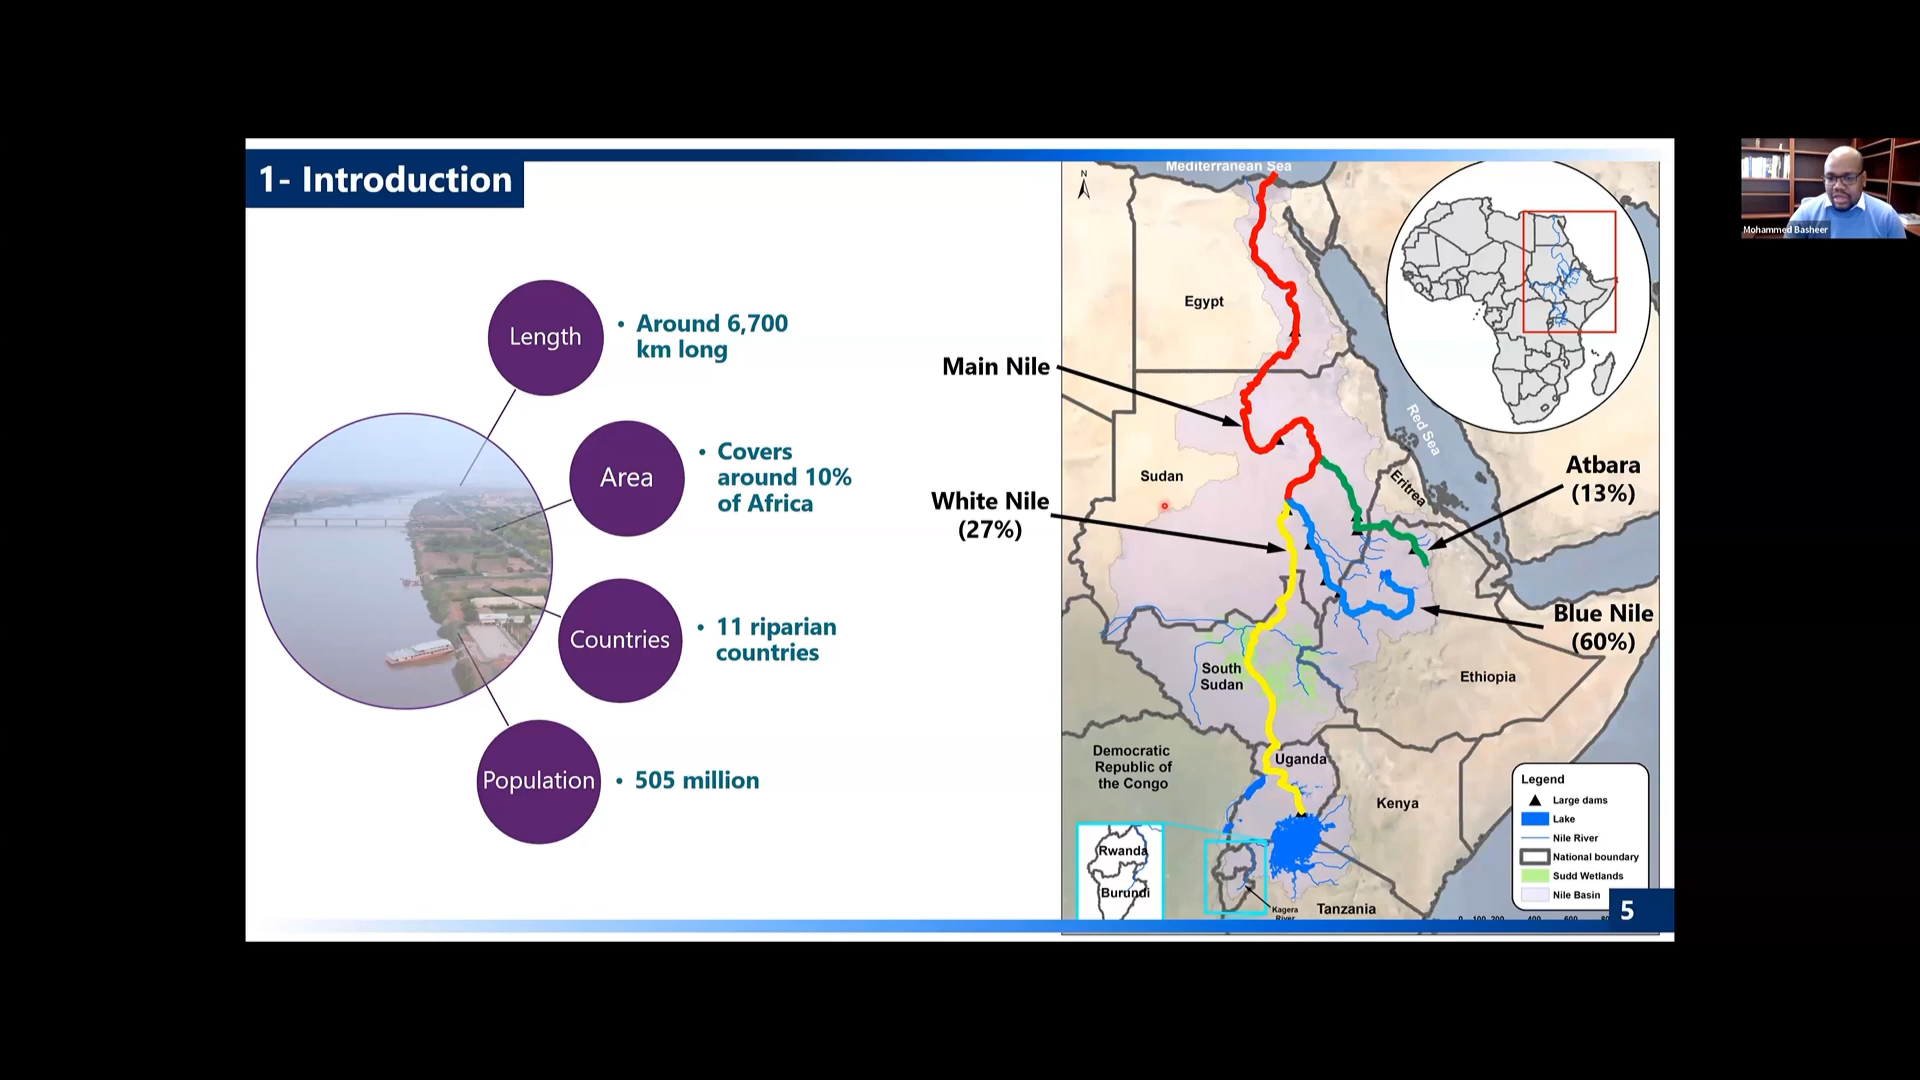 1- Introduction
Length
• Around 6,700
km long
Area
• Covers
around 10%
of Africa
Countries
• 11 riparian
countries
Population
• 505 million
Mediterranean Sea
N
Egypt
Main Nile
Red Sea
Sudan
Eritrea
Atbara
(13%)
White Nile
(27%)
Blue Nile
(60%)
South
Sudan
Ethiopia
Democratic
Republic of
the Congo
Uganda
Kenya
Rwanda
Burundi
Kagera
River
Tanzania
Legend
Large dams
Lake
Nile River
National boundary
Sudd Wetlands
Nile Basin
0 100 200 400 600
5
Mohammed Basheer